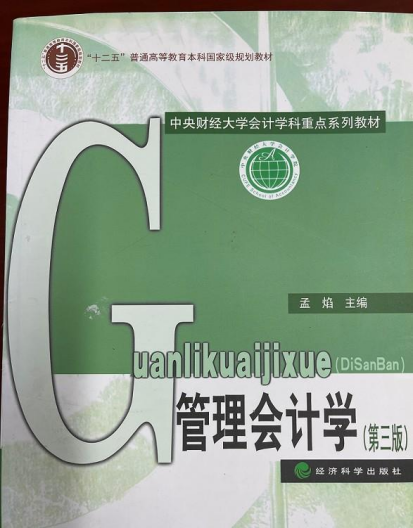 “十二五”普通高等教育本科国家级规划教材
中央财经大学会计学科重点系列教材
孟 焰 主编
Guanlikuaijixue
(DiSanBan)
管理会计学(第三版)
经济科学出版社